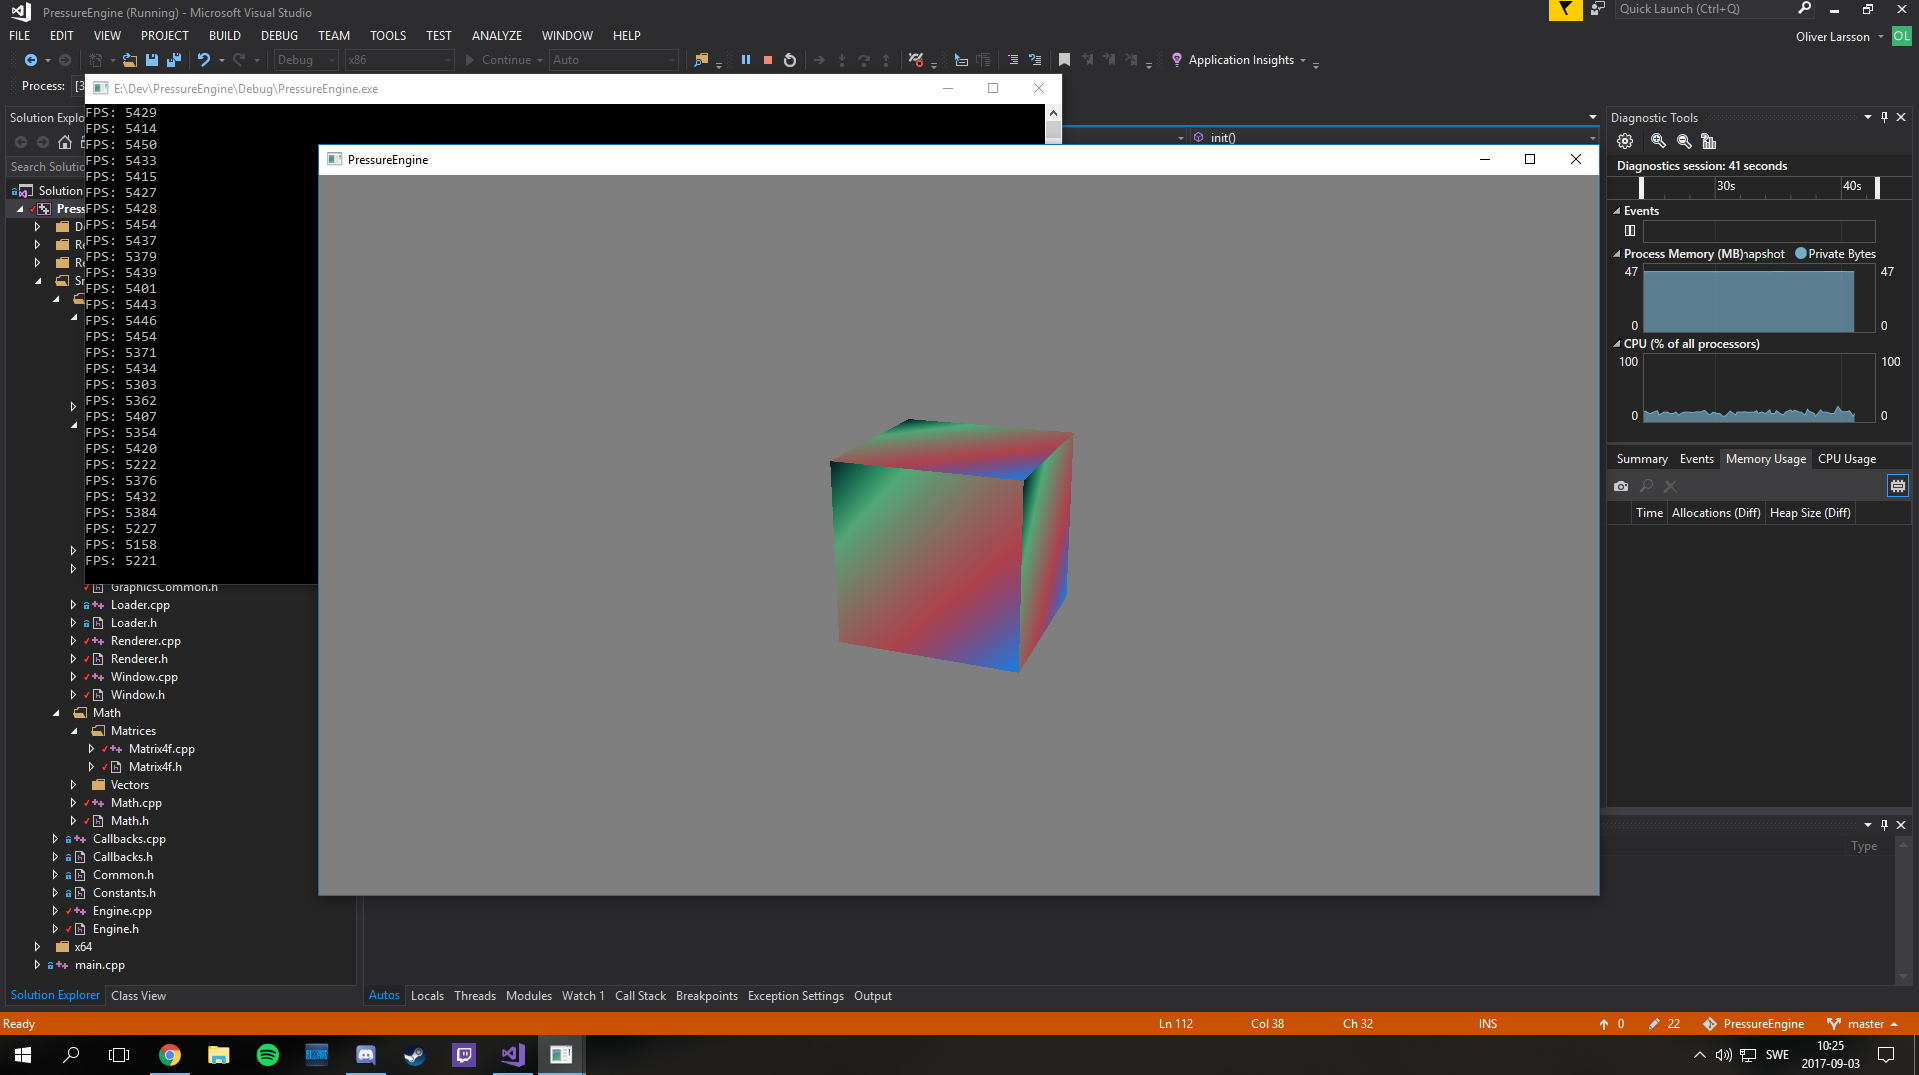 PressureEngine (Running) - Microsoft Visual Studio
Quick Launch (Ctrl+Q)
FILE EDIT VIEW PROJECT BUILD DEBUG TEAM TOOLS TEST ANALYZE WINDOW HELP
Oliver Larsson OL
Debug x86 Continue Auto Application Insights
Process: [3
E:\Dev\PressureEngine\Debug\PressureEngine.exe
FPS: 5429
FPS: 5414
FPS: 5450
FPS: 5433
FPS: 5415
FPS: 5427
FPS: 5428
FPS: 5454
FPS: 5437
FPS: 5379
FPS: 5439
FPS: 5401
FPS: 5443
FPS: 5446
FPS: 5454
FPS: 5371
FPS: 5434
FPS: 5303
FPS: 5362
FPS: 5407
FPS: 5354
FPS: 5420
FPS: 5222
FPS: 5376
FPS: 5432
FPS: 5384
FPS: 5227
FPS: 5158
FPS: 5221
init()
PressureEngine
Solution Explo
Search Solutio
Solution
Press
D
Re
Re
Sr
GraphicsCommon.h
Loader.cpp
Loader.h
Renderer.cpp
Renderer.h
Window.cpp
Window.h
Math
Matrices
Matrix4f.cpp
Matrix4f.h
Vectors
Math.cpp
Math.h
Callbacks.cpp
Callbacks.h
Common.h
Constants.h
Engine.cpp
Engine.h
x64
main.cpp
Solution Explorer Class View
Diagnostic Tools
Diagnostics session: 41 seconds
30s 40s
Events
Process Memory (MB) apshot Private Bytes
47 47
0 0
CPU (% of all processors)
100 100
0 0
Summary Events Memory Usage CPU Usage
Time Allocations (Diff) Heap Size (Diff)
Type
Autos Locals Threads Modules Watch 1 Call Stack Breakpoints Exception Settings Output
Ready Ln 112 Col 38 Ch 32 INS 0 22 PressureEngine master
SWE
10:25
2017-09-03